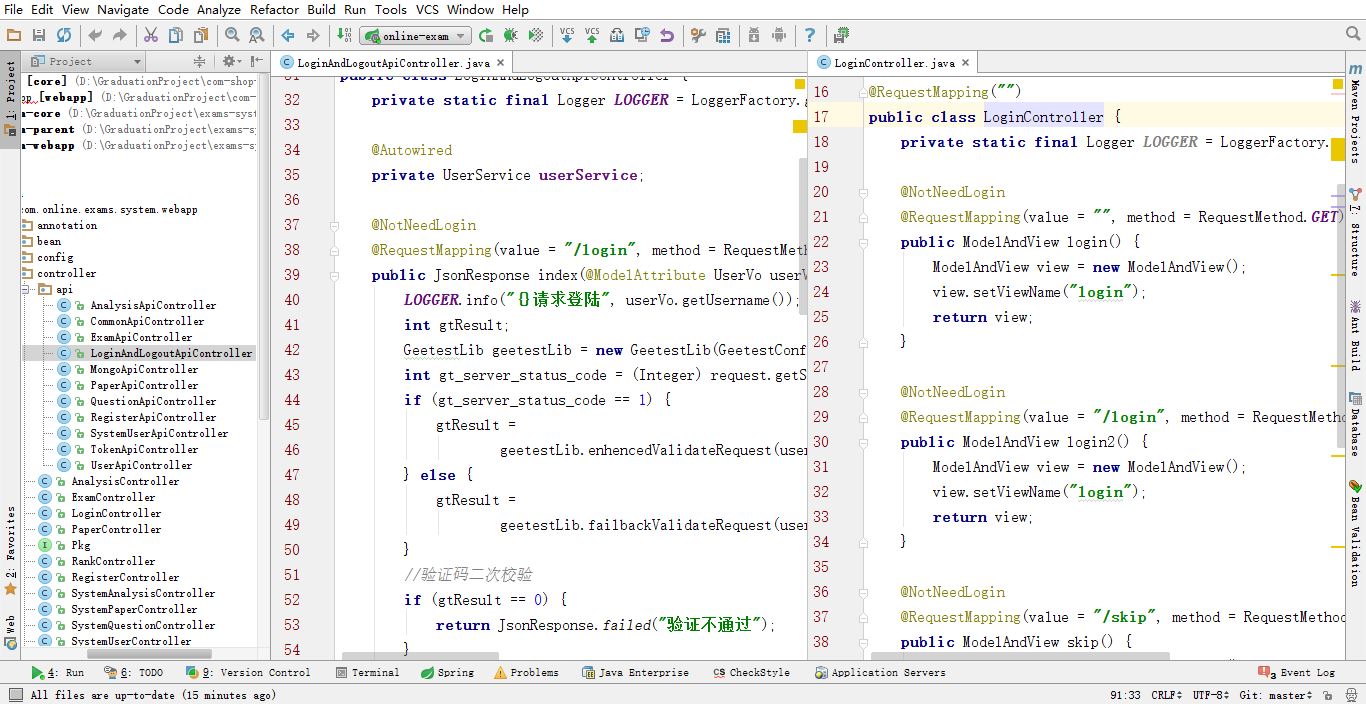 File Edit View Navigate Code Analyze Refactor Build Run Tools VCS Window Help
online-exam
Project
LoginAndLogoutApiController.java
LoginController.java
1: Project
2: Favorites
Web
[core] (D:\GraduationProject\com-shop
[webapp] (D:\GraduationProject\com-
-core (D:\GraduationProject\exams-syst
-parent (D:\GraduationProject\exams-
-webapp (D:\GraduationProject\exams-s
com.online.exams.system.webapp
annotation
bean
config
controller
api
AnalysisApiController
CommonApiController
ExamApiController
LoginAndLogoutApiController
MongoApiController
PaperApiController
QuestionApiController
RegisterApiController
SystemUserApiController
TokenApiController
UserApiController
AnalysisController
ExamController
LoginController
PaperController
Pkg
RankController
RegisterController
SystemAnalysisController
SystemPaperController
SystemQuestionController
SystemUserController
31 public class LoginAndLogoutApiController {
32 private static final Logger LOGGER = LoggerFactory.
33
34 @Autowired
35 private UserService userService;
36
37 @NotNeedLogin
38 @RequestMapping(value = "/login", method = RequestMeth
39 public JsonResponse index(@ModelAttribute UserVo userV
40 LOGGER.info("{}请求登陆", userVo.getUsername());
41 int gtResult;
42 GeetestLib geetestLib = new GeetestLib(GeetestConf
43 int gt_server_status_code = (Integer) request.getS
44 if (gt_server_status_code == 1) {
45 gtResult =
46 geetestLib.enhencedValidateRequest(use
47 } else {
48 gtResult =
49 geetestLib.failbackValidateRequest(use
50 }
51 //验证码二次校验
52 if (gtResult == 0) {
53 return JsonResponse.failed("验证不通过");
54 }
16 @RequestMapping("")
17 public class LoginController {
18 private static final Logger LOGGER = LoggerFactory.
19
20 @NotNeedLogin
21 @RequestMapping(value = "", method = RequestMethod.GET)
22 public ModelAndView login() {
23 ModelAndView view = new ModelAndView();
24 view.setViewName("login");
25 return view;
26 }
27
28 @NotNeedLogin
29 @RequestMapping(value = "/login", method = RequestMetho
30 public ModelAndView login2() {
31 ModelAndView view = new ModelAndView();
32 view.setViewName("login");
33 return view;
34 }
35
36 @NotNeedLogin
37 @RequestMapping(value = "/skip", method = RequestMethod
38 public ModelAndView skip() {
Maven Projects
7: Structure
Ant Build
Database
Bean Validation
4: Run 6: TODO 9: Version Control Terminal Spring Problems Java Enterprise CheckStyle Application Servers 3 Event Log
All files are up-to-date (15 minutes ago) 91:33 CRLF UTF-8 Git: master